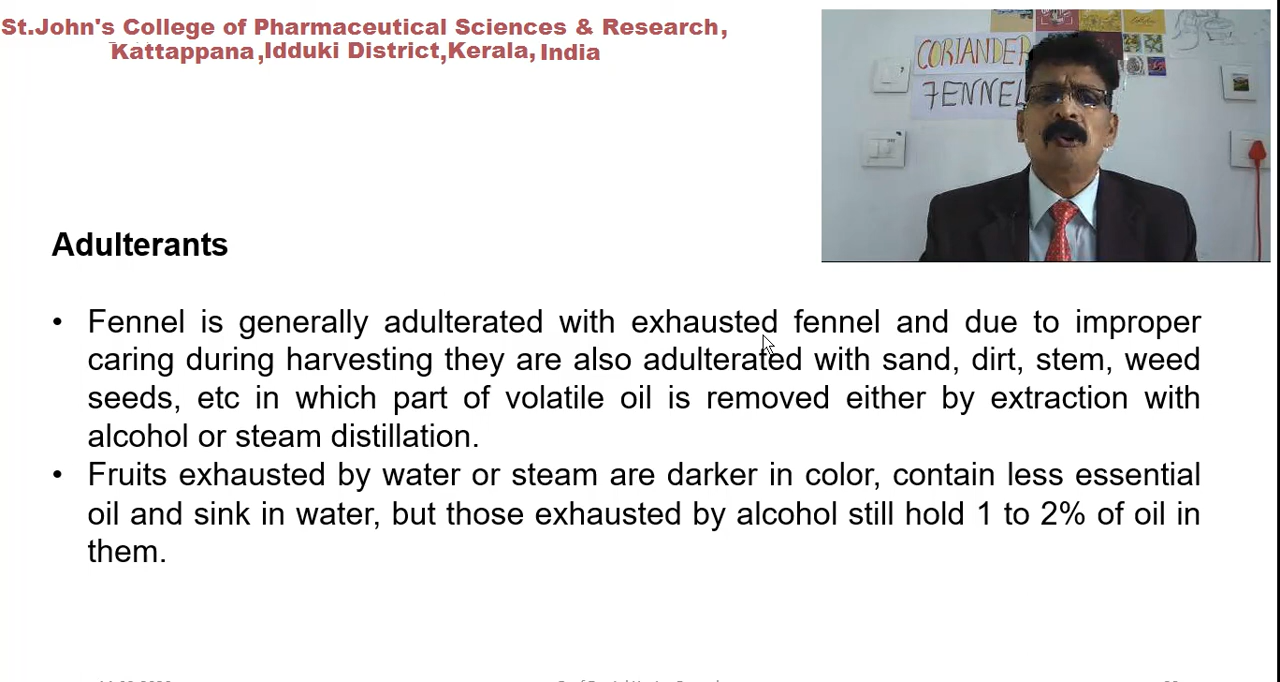 St.John's College of Pharmaceutical Sciences & Research,
Kattappana,Idduki District,Kerala, India
CORIANDER
FENNEL
Adulterants
• Fennel is generally adulterated with exhausted fennel and due to improper
caring during harvesting they are also adulterated with sand, dirt, stem, weed
seeds, etc in which part of volatile oil is removed either by extraction with
alcohol or steam distillation.
• Fruits exhausted by water or steam are darker in color, contain less essential
oil and sink in water, but those exhausted by alcohol still hold 1 to 2% of oil in
them.